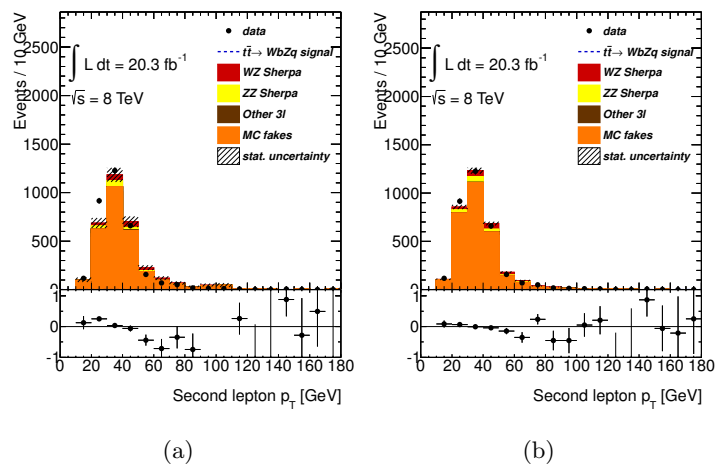 Events / 10 GeV
2500
2000
1500
1000
500
∫ L dt = 20.3 fb⁻¹
√s = 8 TeV
data
tt̄→ WbZq signal
WZ Sherpa
ZZ Sherpa
Other 3l
MC fakes
stat. uncertainty
1
0
-1
0 20 40 60 80 100 120 140 160 180
Second lepton p_T [GeV]
(a)
Events / 10 GeV
2500
2000
1500
1000
500
∫ L dt = 20.3 fb⁻¹
√s = 8 TeV
data
tt̄→ WbZq signal
WZ Sherpa
ZZ Sherpa
Other 3l
MC fakes
stat. uncertainty
1
0
-1
0 20 40 60 80 100 120 140 160 180
Second lepton p_T [GeV]
(b)